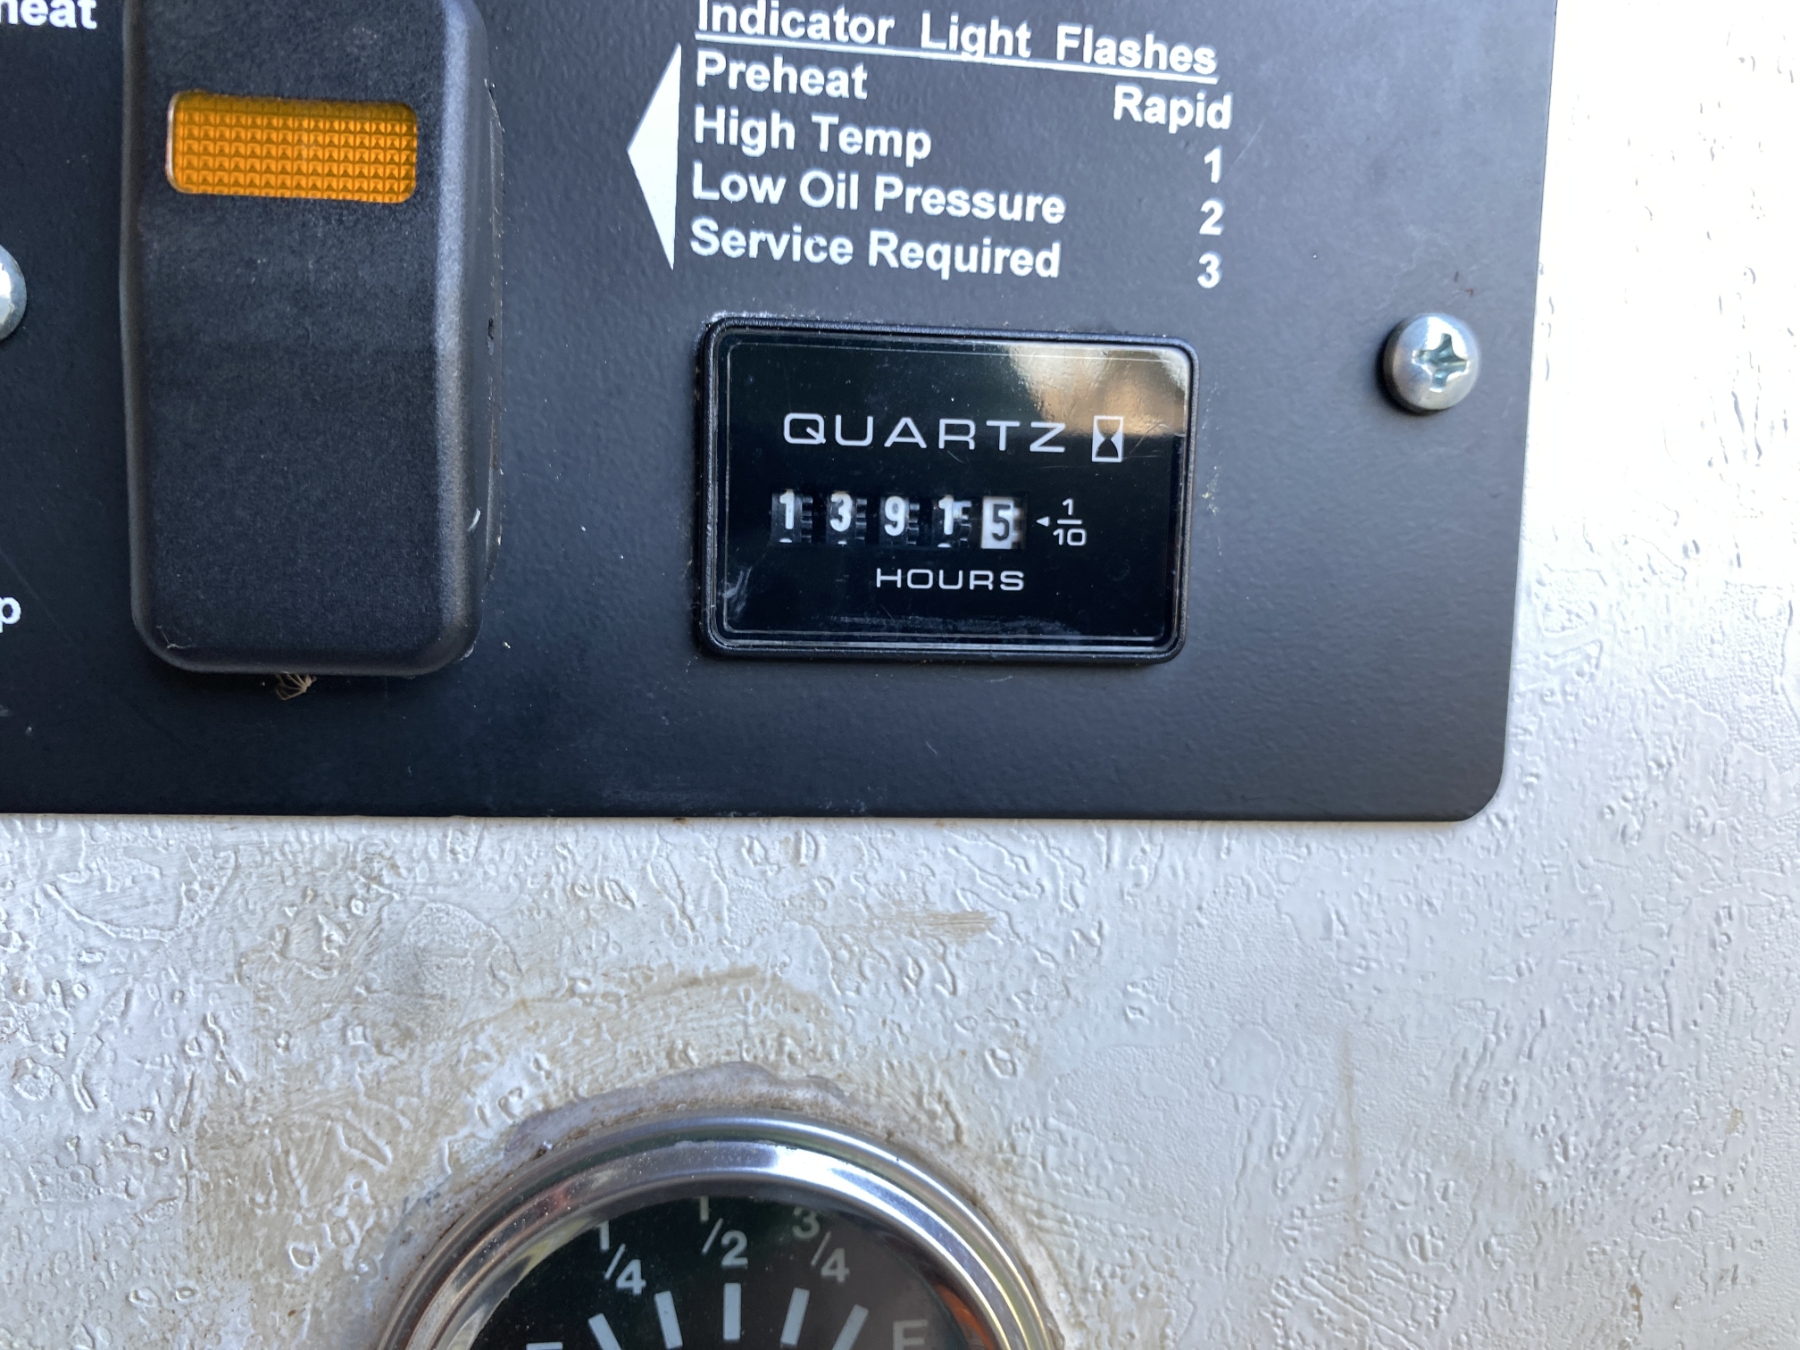 heat
Indicator Light Flashes
Preheat Rapid
High Temp 1
Low Oil Pressure 2
Service Required 3
QUARTZ
1 3 9 1 5 1/10
HOURS
p
1/4 1/2 3/4
F